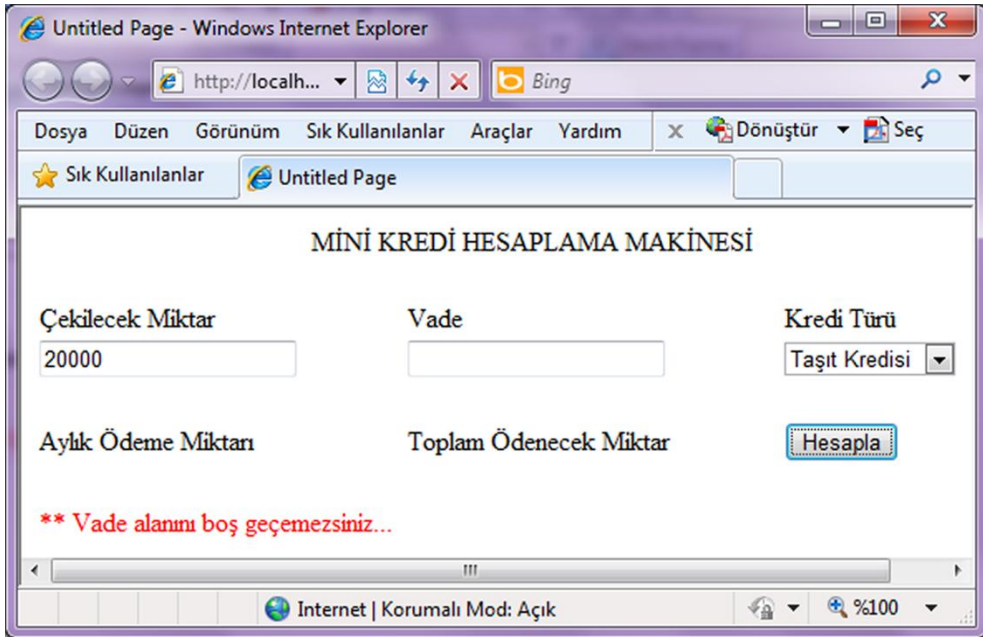 Untitled Page - Windows Internet Explorer
http://localh... Bing
Dosya Düzen Görünüm Sık Kullanılanlar Araçlar Yardım x Dönüştür Seç
Sık Kullanılanlar Untitled Page
MİNİ KREDİ HESAPLAMA MAKİNESİ
Çekilecek Miktar Vade Kredi Türü
20000 Taşıt Kredisi
Aylık Ödeme Miktarı Toplam Ödenecek Miktar Hesapla
** Vade alanını boş geçemezsiniz...
Internet | Korumalı Mod: Açık %100